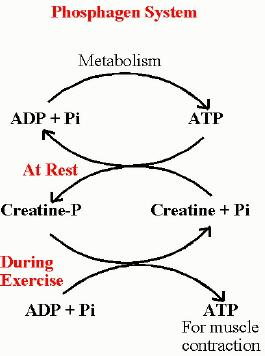 Phosphagen System
Metabolism
ADP + Pi ATP
At Rest
Creatine-P Creatine + Pi
During
Exercise
ADP + Pi ATP
For muscle
contraction